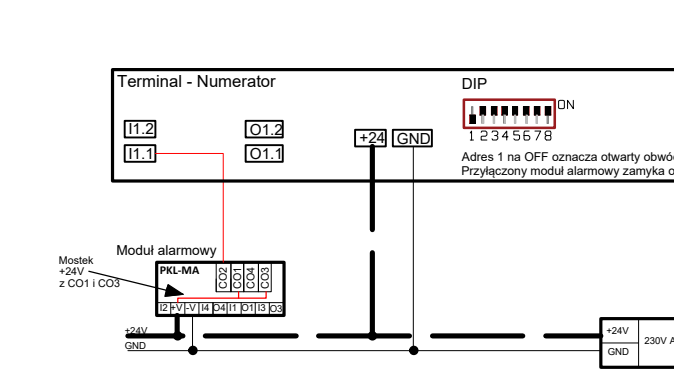 Terminal - Numerator
DIP
ON
1 2 3 4 5 6 7 8
I1.2
O1.2
I1.1
O1.1
+24
GND
Adres 1 na OFF oznacza otwarty
Przyłączony moduł alarmowy zamyka
Moduł alarmowy
Mostek
+24V
z CO1 i CO3
PKL-MA
CO2
CO1
CO4
CO3
I2 +V -V I4 O4 I1 O1 I3 O3
+24V
GND
+24V
GND
230V